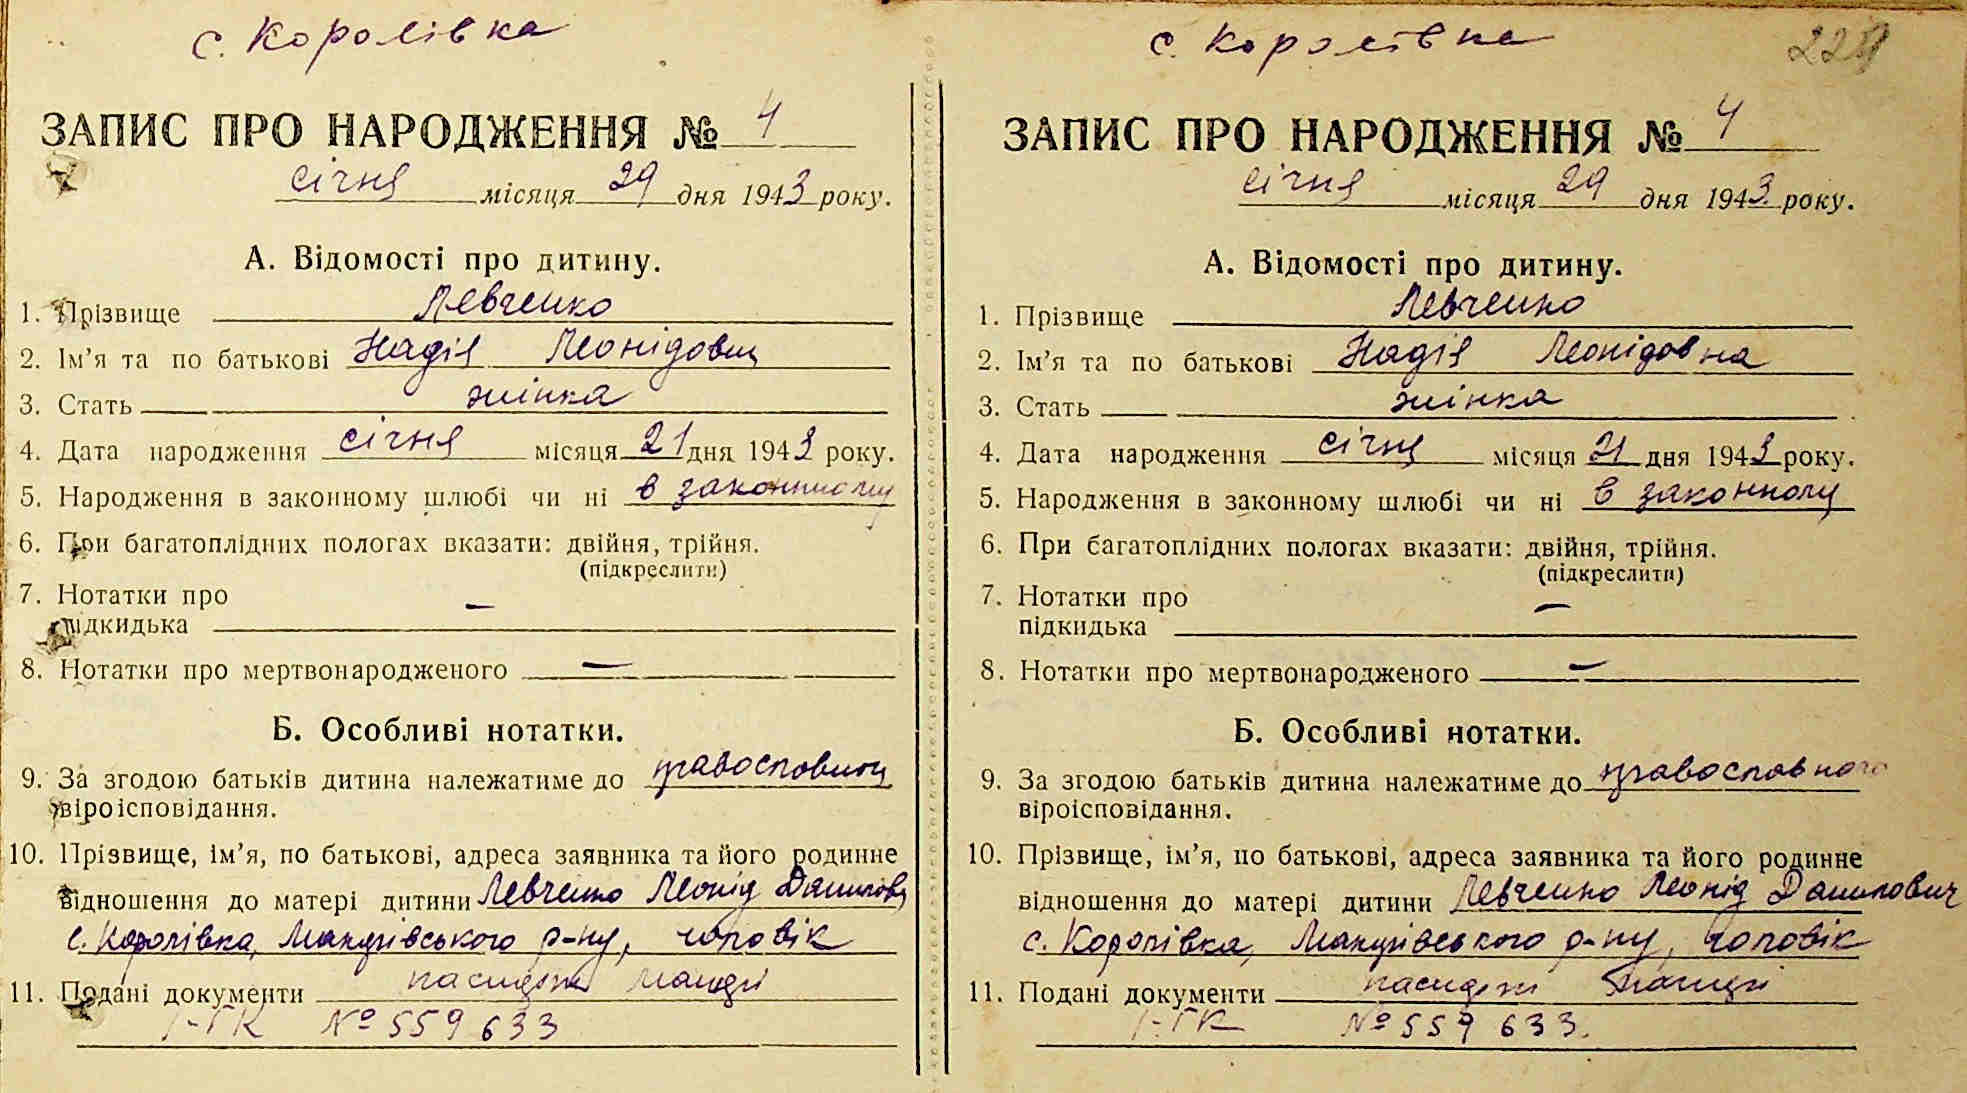 с. Королівка
ЗАПИС ПРО НАРОДЖЕННЯ № 4
січня місяця 29 дня 1943 року.
А. Відомості про дитину.
1. Прізвище Левченко
2. Ім’я та по батькові Надія Леонідовн
3. Стать жінка
4. Дата народження січня місяця 21 дня 1943 року.
5. Народження в законному шлюбі чи ні в законному
6. При багатоплідних пологах вказати: двійня, трійня.
(підкреслити)
7. Нотатки про —
підкидька
8. Нотатки про мертвонародженого —
Б. Особливі нотатки.
9. За згодою батьків дитина належатиме до православн
віроісповідання.
10. Прізвище, ім’я, по батькові, адреса заявника та його родинне
відношення до матері дитини Левченко Леонід Данилов
с. Королівка, р-ну, чоловік
11. Подані документи паспорт
І-ГК № 559633
с. Королівка
ЗАПИС ПРО НАРОДЖЕННЯ № 4
січня місяця 29 дня 1943 року.
А. Відомості про дитину.
1. Прізвище Левченко
2. Ім’я та по батькові Надія Леонідовна
3. Стать жінка
4. Дата народження січня місяця 21 дня 1943 року.
5. Народження в законному шлюбі чи ні в законному
6. При багатоплідних пологах вказати: двійня, трійня.
(підкреслити)
7. Нотатки про —
підкидька
8. Нотатки про мертвонародженого —
Б. Особливі нотатки.
9. За згодою батьків дитина належатиме до православного
віроісповідання.
10. Прізвище, ім’я, по батькові, адреса заявника та його родинне
відношення до матері дитини Левченко Леонід Данилович
с. Королівка, р-ну, чоловік
11. Подані документи паспорт
І-ГК № 559633.